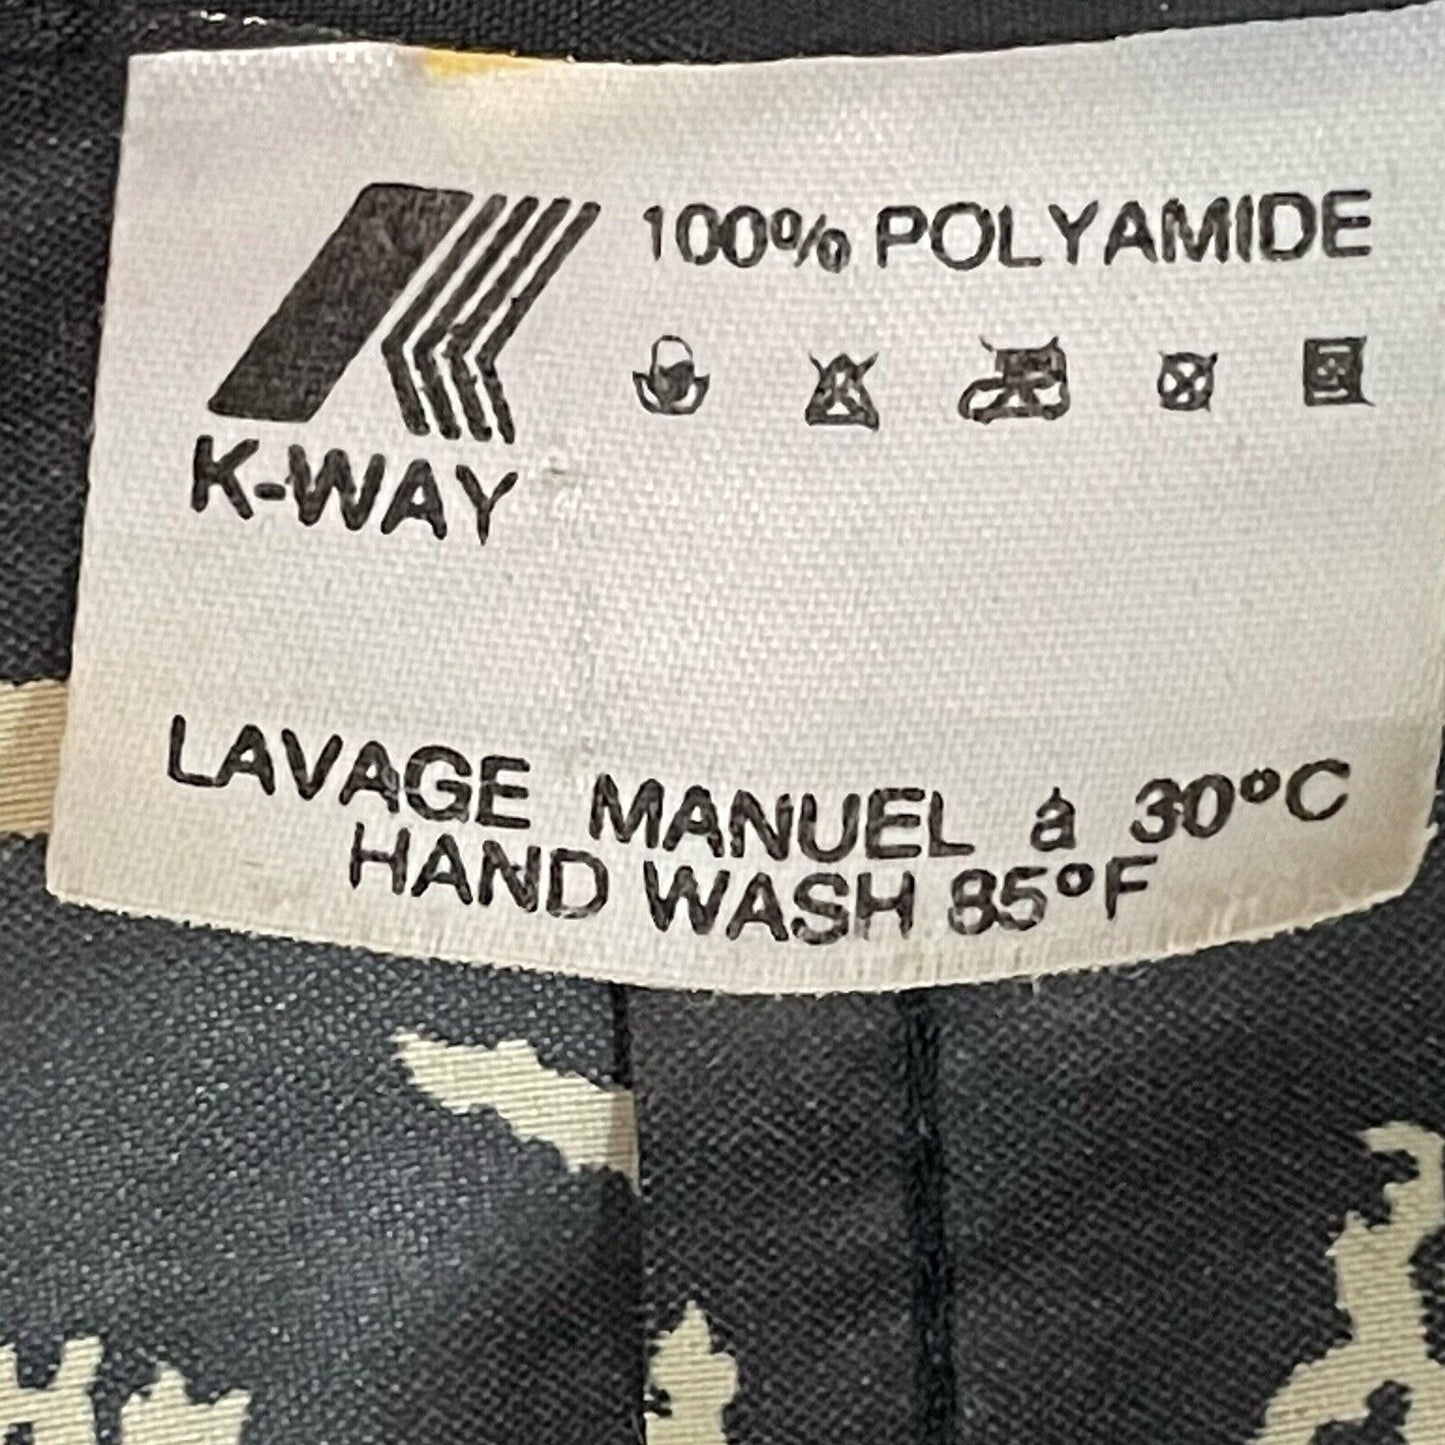 100% POLYAMIDE
K-WAY
LAVAGE MANUEL à 30°C
HAND WASH 85°F